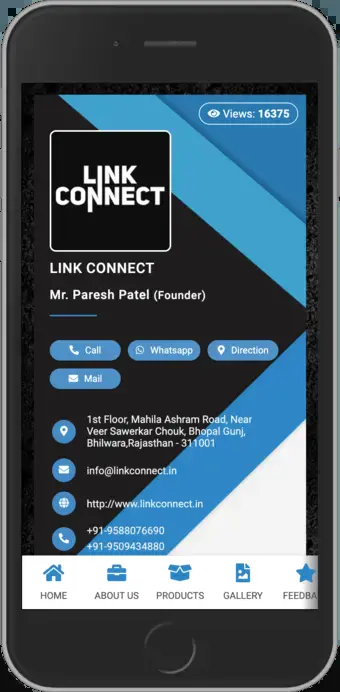 Views: 16375
LINK
CONNECT
LINK CONNECT
Mr. Paresh Patel (Founder)
Call
Whatsapp
Direction
Mail
1st Floor, Mahila Ashram Road, Near
Veer Sawerkar Chouk, Bhopal Gunj,
Bhilwara,Rajasthan - 311001
info@linkconnect.in
http://www.linkconnect.in
+91-9588076690
+91-9509434880
HOME
ABOUT US
PRODUCTS
GALLERY
FEEDBA